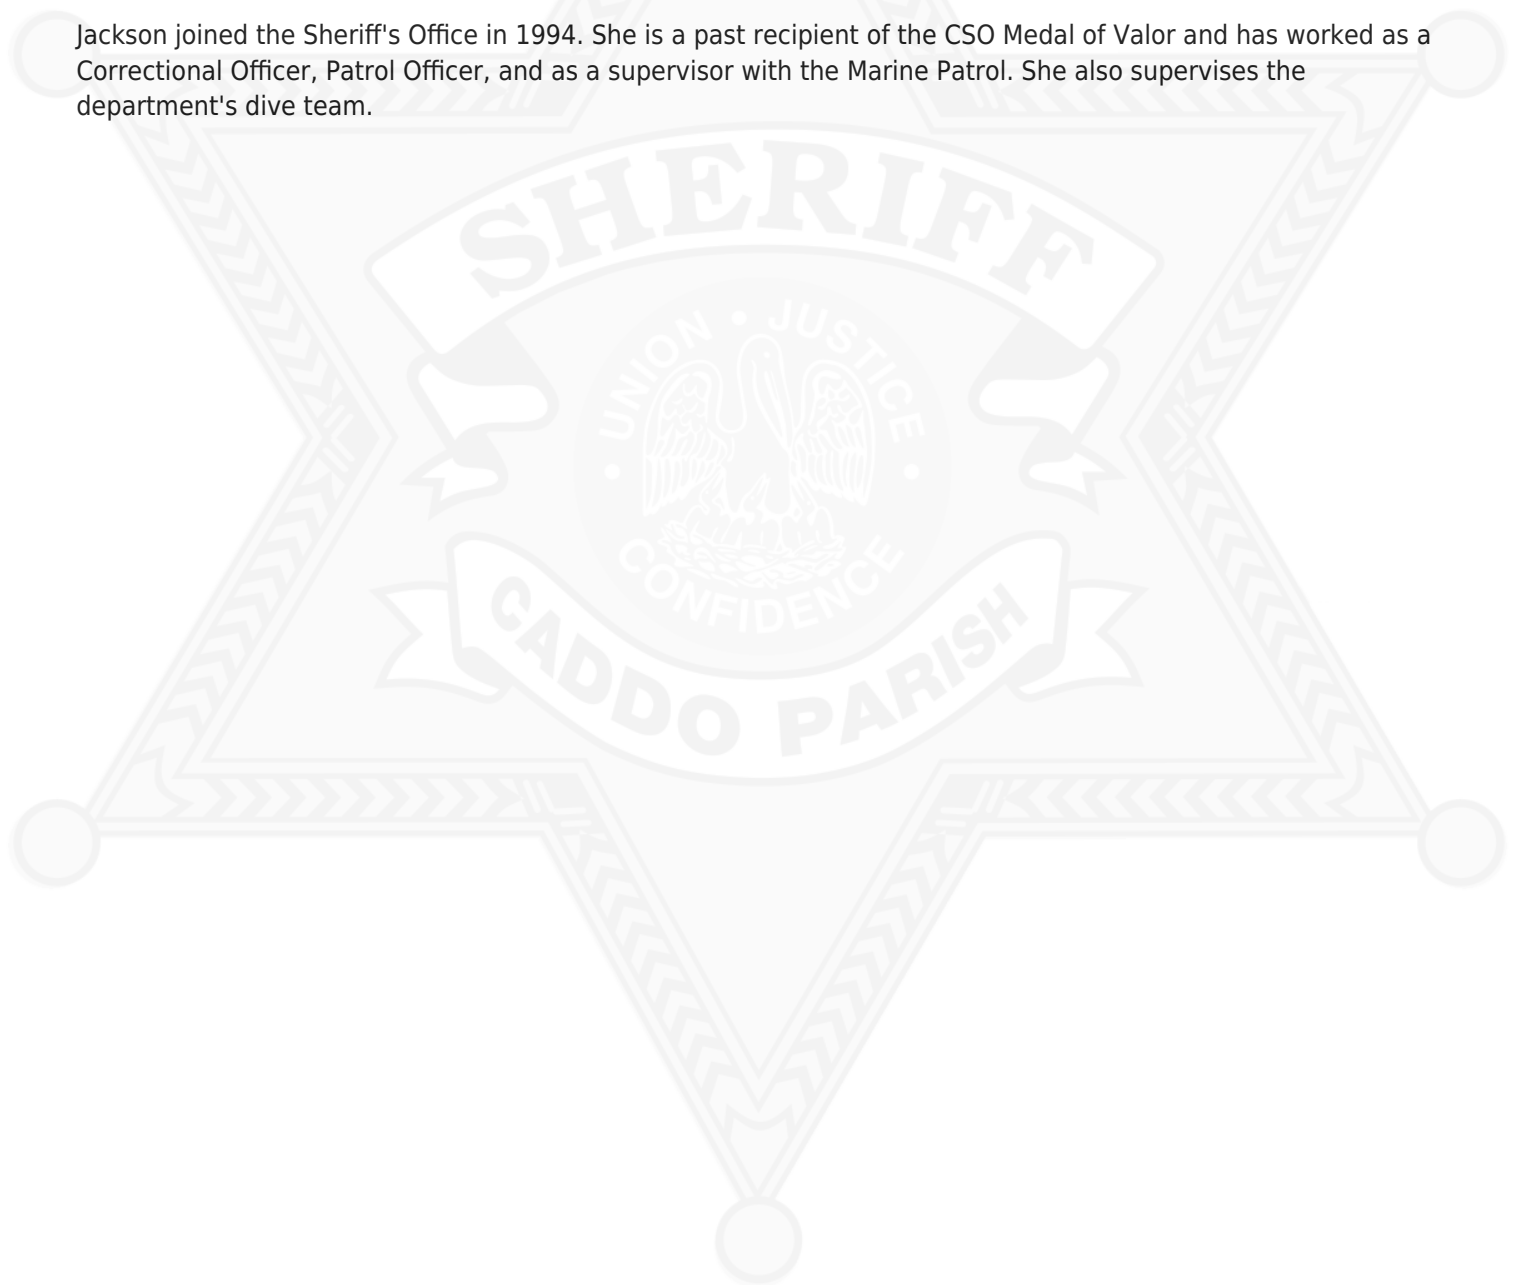 Jackson joined the Sheriff's Office in 1994. She is a past recipient of the CSO Medal of Valor and has worked as a
Correctional Officer, Patrol Officer, and as a supervisor with the Marine Patrol. She also supervises the
department's dive team.
SHERIFF
UNION • JUSTICE
• CONFIDENCE •
CADDO PARISH